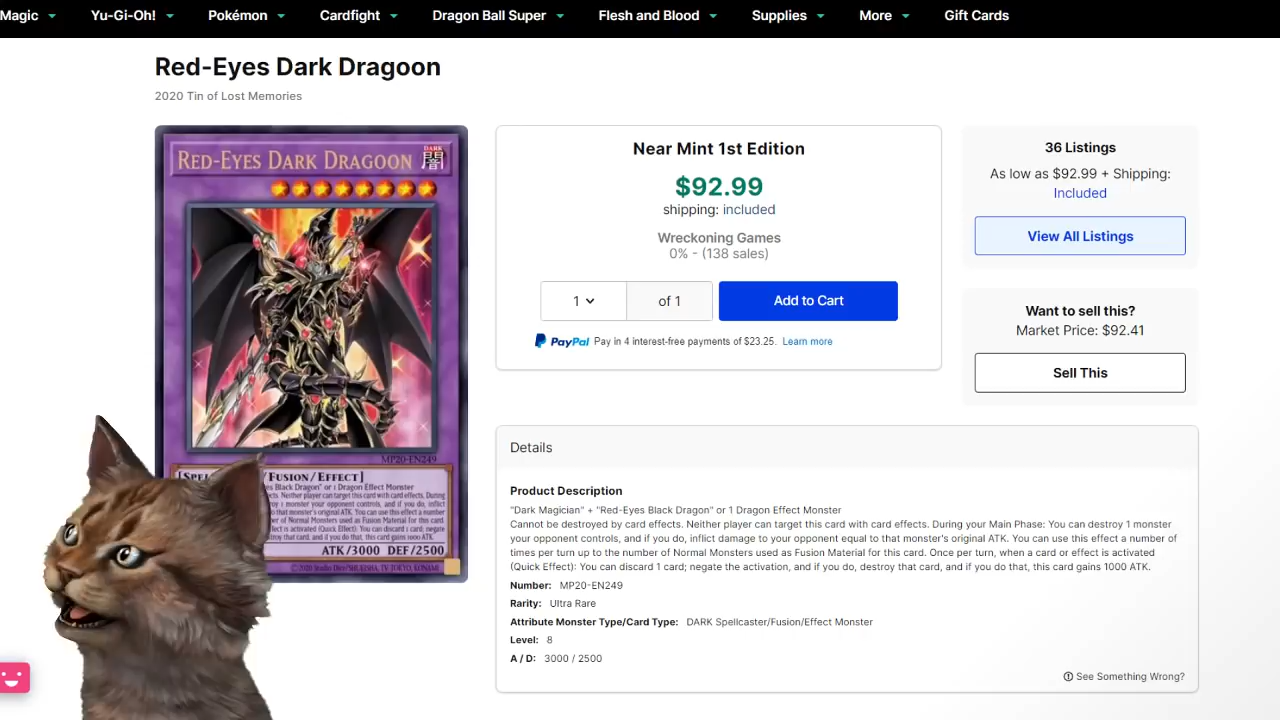 Magic Yu-Gi-Oh! Pokémon Cardfight Dragon Ball Super Flesh and Blood Supplies More Gift Cards
Red-Eyes Dark Dragoon
2020 Tin of Lost Memories
RED-EYES DARK DRAGOON
DARK
闇
MP20-EN249
[SPEL
/FUSION/EFFECT]
ATK/3000 DEF/2500
Near Mint 1st Edition
$92.99
shipping: included
Wreckoning Games
0% - (138 sales)
1 of 1 Add to Cart
PayPal Pay in 4 interest-free payments of $23.25. Learn more
36 Listings
As low as $92.99 + Shipping:
Included
View All Listings
Want to sell this?
Market Price: $92.41
Sell This
Details
Product Description
"Dark Magician" + "Red-Eyes Black Dragon" or 1 Dragon Effect Monster
Cannot be destroyed by card effects. Neither player can target this card with card effects. During your Main Phase: You can destroy 1 monster
your opponent controls, and if you do, inflict damage to your opponent equal to that monster's original ATK. You can use this effect a number of
times per turn up to the number of Normal Monsters used as Fusion Material for this card. Once per turn, when a card or effect is activated
(Quick Effect): You can discard 1 card; negate the activation, and if you do, destroy that card, and if you do that, this card gains 1000 ATK.
Number: MP20-EN249
Rarity: Ultra Rare
Attribute Monster Type/Card Type: DARK Spellcaster/Fusion/Effect Monster
Level: 8
A / D: 3000 / 2500
See Something Wrong?